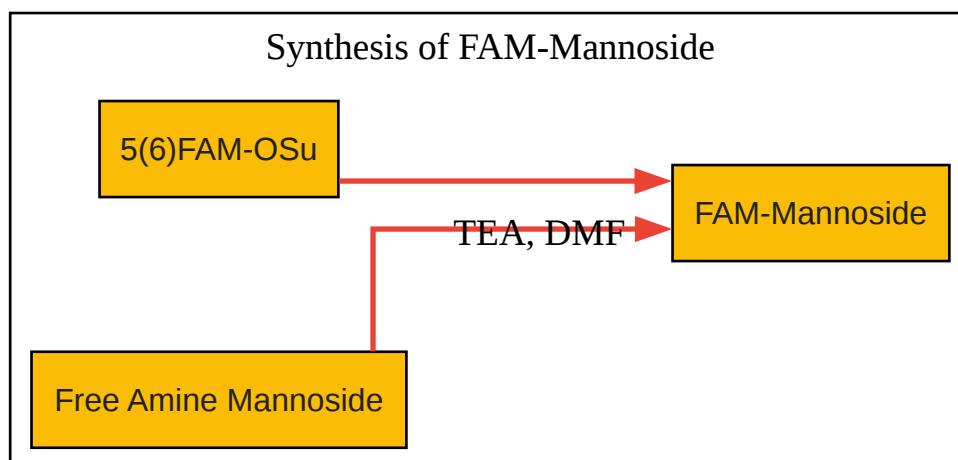 Synthesis of FAM-Mannoside
5(6)FAM-OSu
FAM-Mannoside
TEA, DMF
Free Amine Mannoside